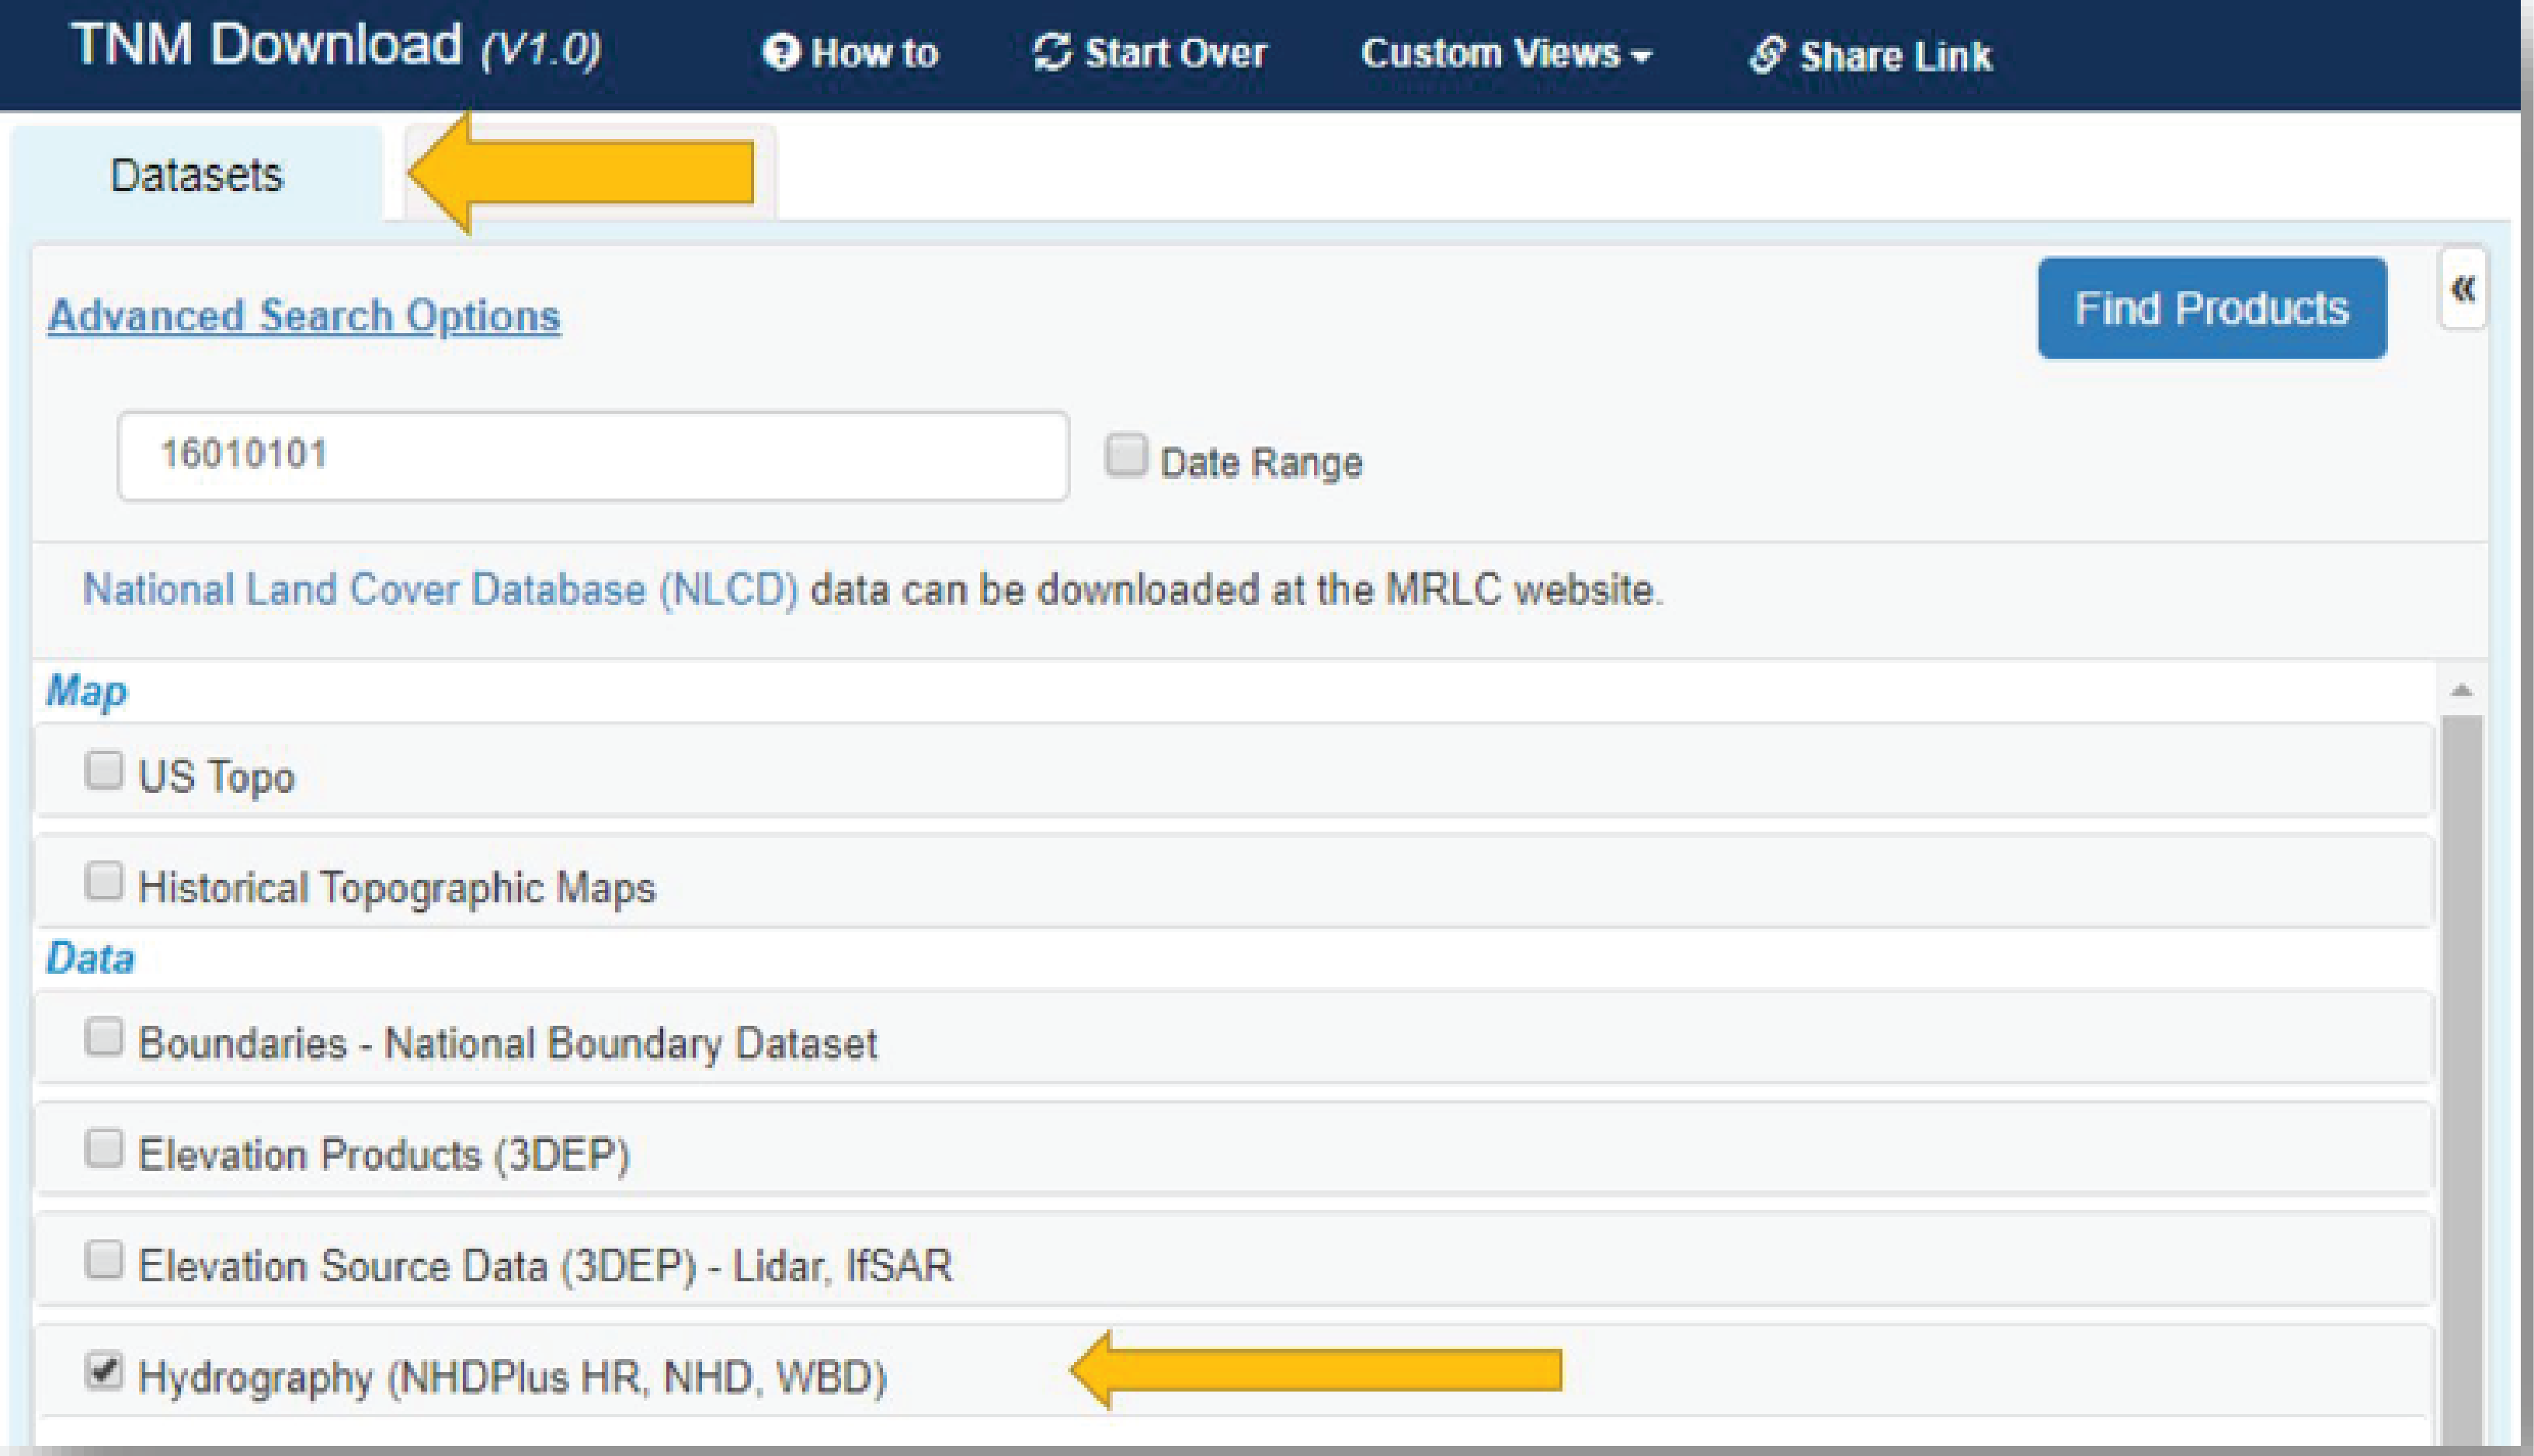 TNM Download (V1.0) How to Start Over Custom Views Share Link
Datasets
Advanced Search Options Find Products «
16010101 Date Range
National Land Cover Database (NLCD) data can be downloaded at the MRLC website.
Map
US Topo
Historical Topographic Maps
Data
Boundaries - National Boundary Dataset
Elevation Products (3DEP)
Elevation Source Data (3DEP) - Lidar, IfSAR
Hydrography (NHDPlus HR, NHD, WBD)